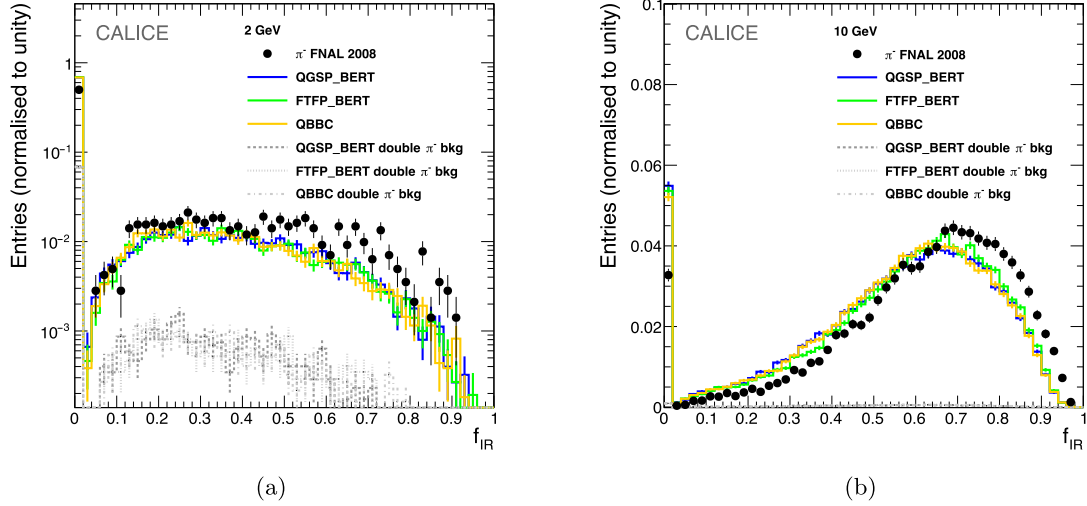 CALICE
2 GeV
π⁻ FNAL 2008
QGSP_BERT
FTFP_BERT
QBBC
QGSP_BERT double π⁻ bkg
FTFP_BERT double π⁻ bkg
QBBC double π⁻ bkg
Entries (normalised to unity)
1
10⁻¹
10⁻²
10⁻³
0 0.1 0.2 0.3 0.4 0.5 0.6 0.7 0.8 0.9 1
f_IR
(a)
CALICE
10 GeV
π⁻ FNAL 2008
QGSP_BERT
FTFP_BERT
QBBC
QGSP_BERT double π⁻ bkg
FTFP_BERT double π⁻ bkg
QBBC double π⁻ bkg
Entries (normalised to unity)
0.1
0.08
0.06
0.04
0.02
0
0 0.1 0.2 0.3 0.4 0.5 0.6 0.7 0.8 0.9 1
f_IR
(b)